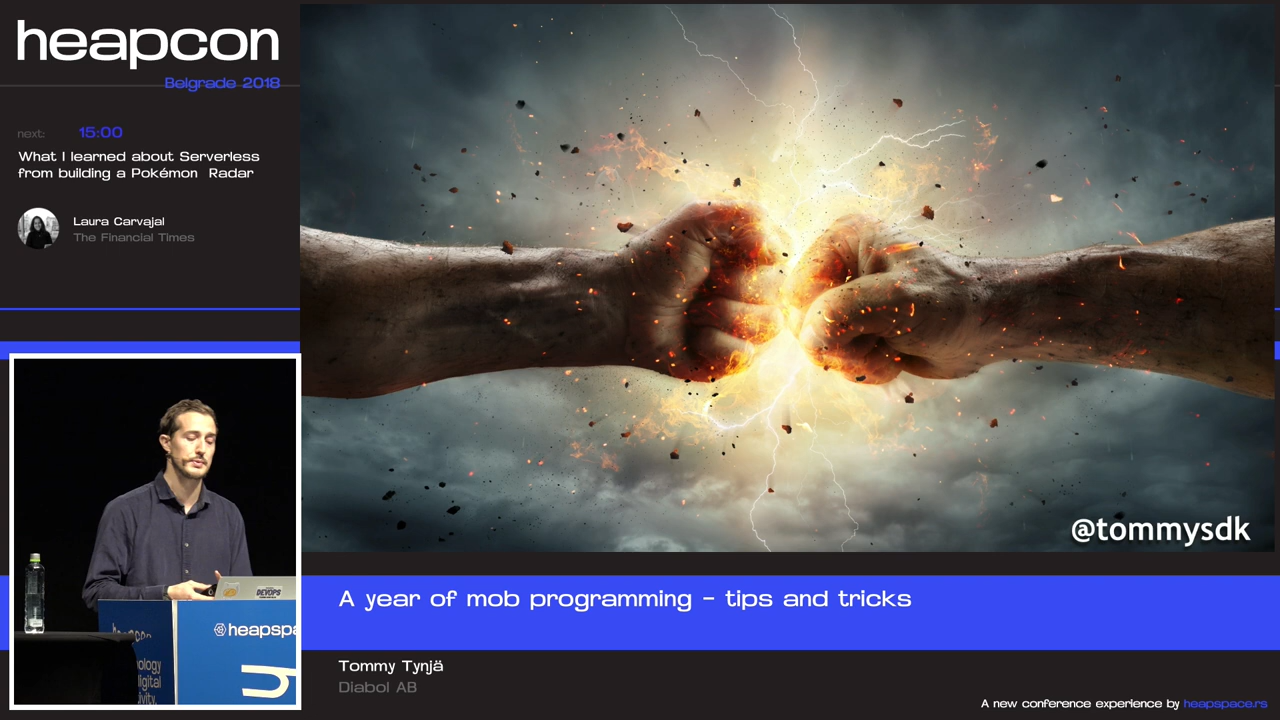 heapcon
Belgrade 2018
next: 15:00
What I learned about Serverless
from building a Pokémon Radar
Laura Carvajal
The Financial Times
@tommysdk
DEVOPS
heapspa
A year of mob programming - tips and tricks
Tommy Tynjä
Diabol AB
A new conference experience by heapspace.rs